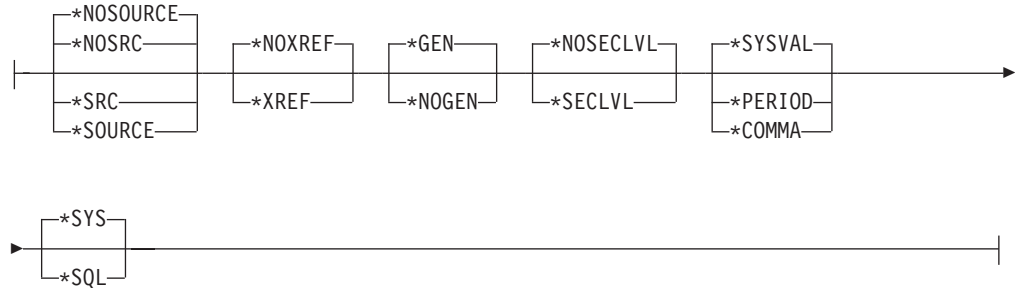 *NOSOURCE
*NOSRC *NOXREF *GEN *NOSECLVL *SYSVAL
*SRC *XREF *NOGEN *SECLVL *PERIOD
*SOURCE *COMMA
*SYS
*SQL